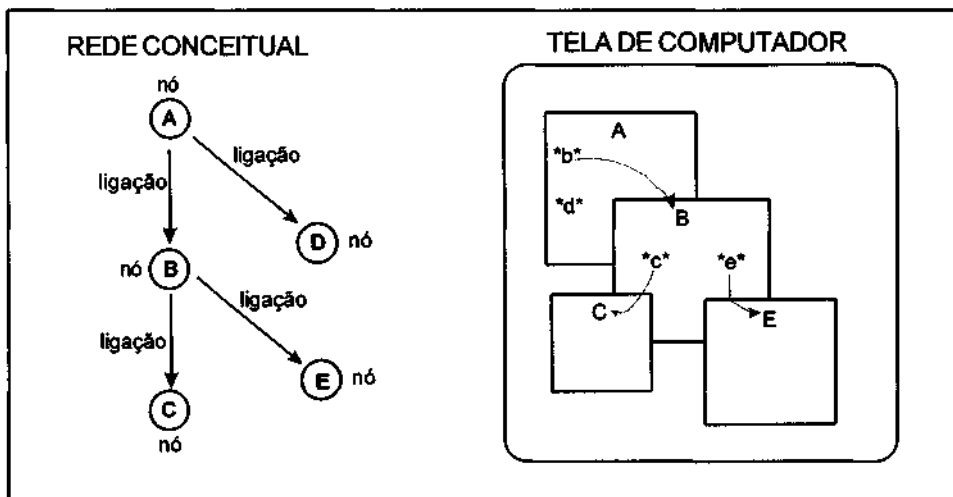 REDE CONCEITUAL
nó
A
ligação
ligação
D nó
nó B
ligação
ligação
E nó
C
nó
TELA DE COMPUTADOR
A
*b*
*d*
B
*c* *e*
C
E